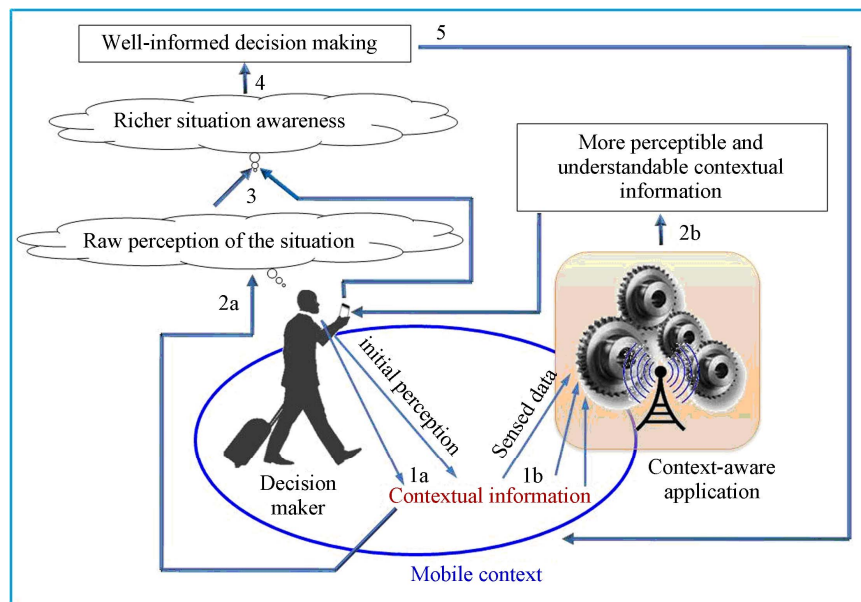 5
Well-informed decision making
4
Richer situation awareness
More perceptible and
understandable contextual
information
3
Raw perception of the situation
2b
2a
initial perception
Sensed data
1a
1b
Decision
maker
Contextual information
Context-aware
application
Mobile context